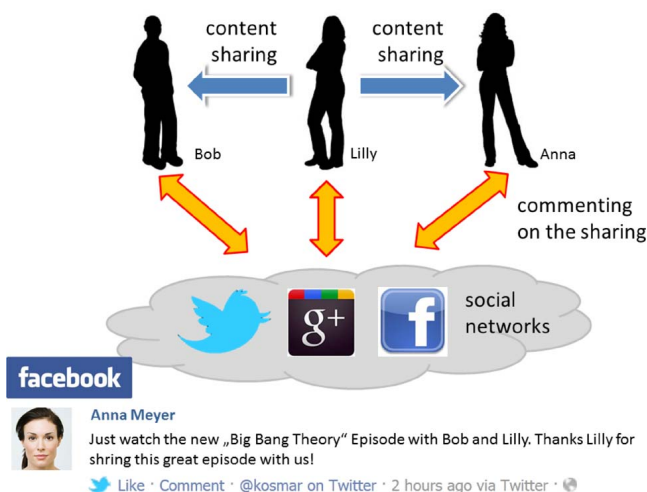 content
sharing
content
sharing
Bob
Lilly
Anna
commenting
on the sharing
g+
f
social
networks
facebook
Anna Meyer
Just watch the new „Big Bang Theory“ Episode with Bob and Lilly. Thanks Lilly for
shring this great episode with us!
Like · Comment · @kosmar on Twitter · 2 hours ago via Twitter ·